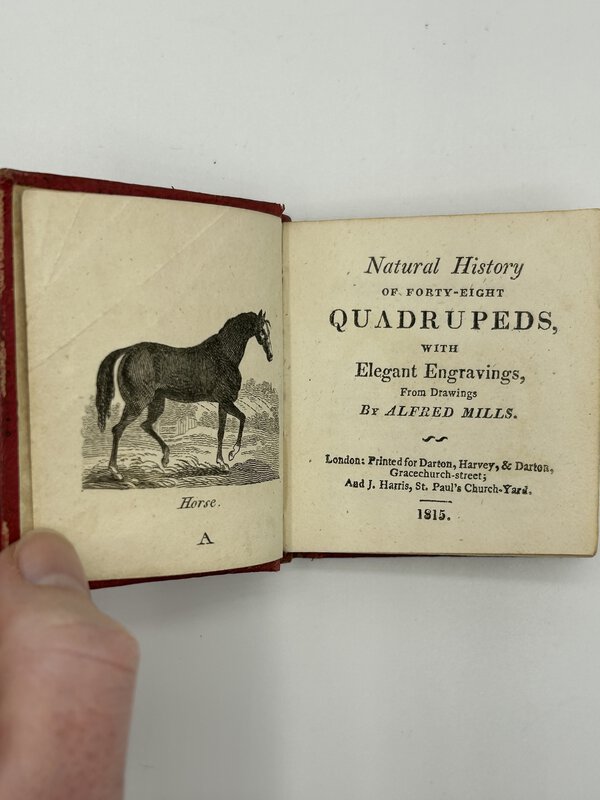 Horse.
A
Natural History
OF FORTY-EIGHT
QUADRUPEDS,
WITH
Elegant Engravings,
From Drawings
BY ALFRED MILLS.
London: Printed for Darton, Harvey, & Darton,
Gracechurch-street;
And J. Harris, St. Paul's Church-Yard.
1815.